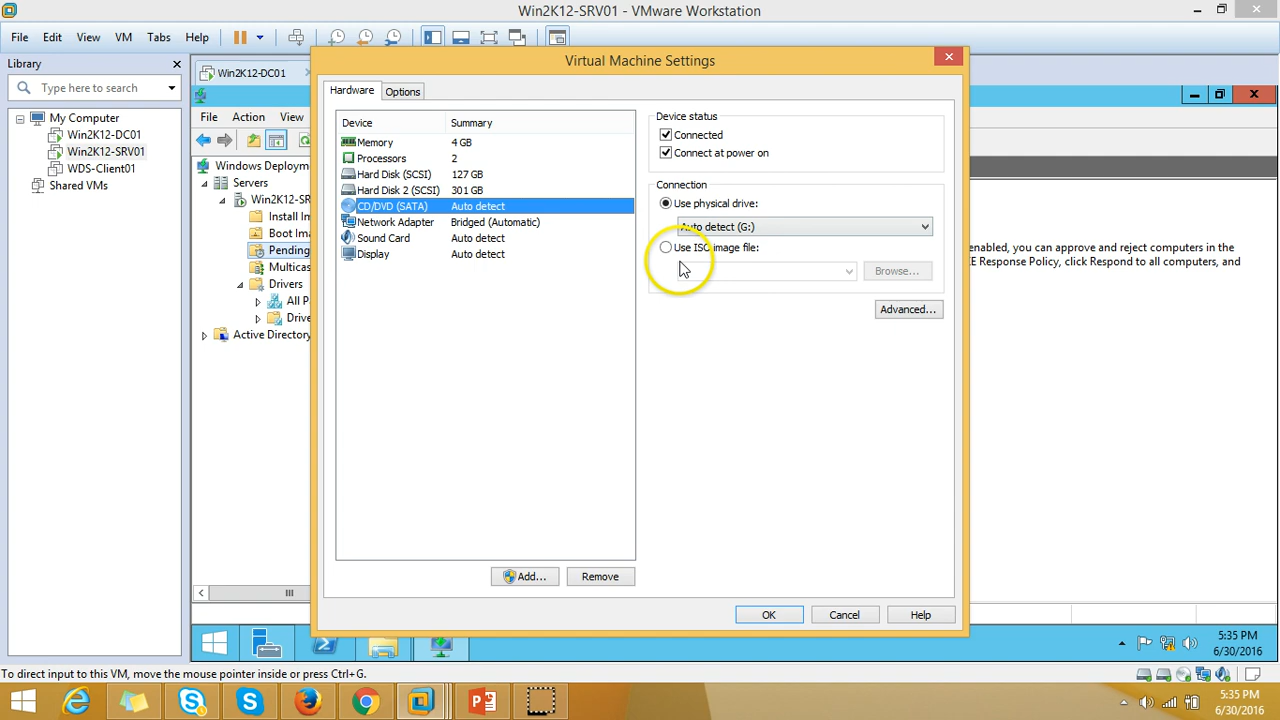 Win2K12-SRV01 - VMware Workstation
File Edit View VM Tabs Help
Library
Type here to search
My Computer
Win2K12-DC01
Win2K12-SRV01
WDS-Client01
Shared VMs
Win2K12-DC01
File Action View
Windows Deploym
Servers
Win2K12-SR
Install Im
Boot Ima
Pending
Multicas
Drivers
All P
Drive
Active Directory
enabled, you can approve and reject computers in the
E Response Policy, click Respond to all computers, and
Virtual Machine Settings
Hardware Options
Device Summary
Memory 4 GB
Processors 2
Hard Disk (SCSI) 127 GB
Hard Disk 2 (SCSI) 301 GB
CD/DVD (SATA) Auto detect
Network Adapter Bridged (Automatic)
Sound Card Auto detect
Display Auto detect
Add... Remove
Device status
Connected
Connect at power on
Connection
Use physical drive:
Auto detect (G:)
Use ISO image file:
Browse...
Advanced...
OK Cancel Help
5:35 PM
6/30/2016
To direct input to this VM, move the mouse pointer inside or press Ctrl+G.
5:35 PM
6/30/2016